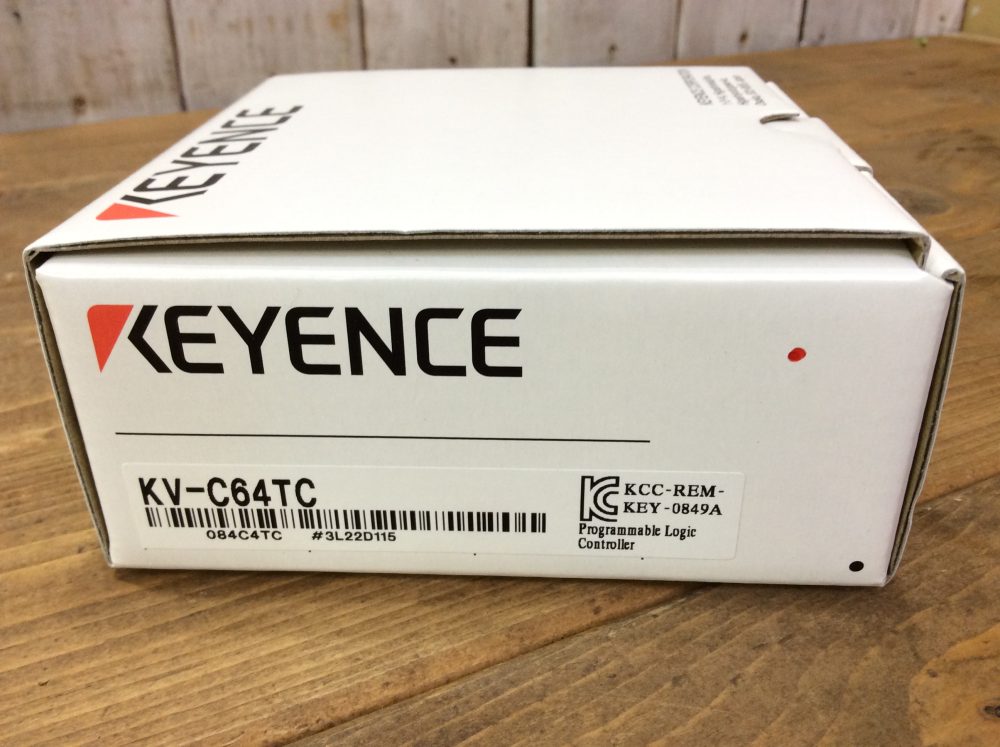 KEYENCE
KEYENCE
KV-C64TC
084C4TC #3L22D115
KCC-REM-
KEY-0849A
Programmable Logic
Controller